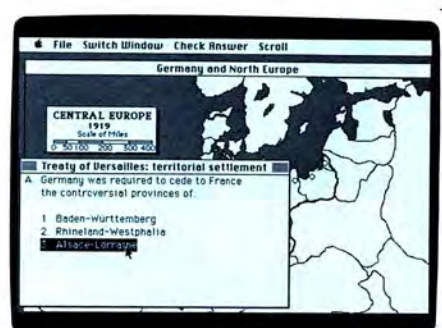 File Switch Window Check Answer Scroll
Germany and North Europe
CENTRAL EUROPE
1919
Scale of Miles
0 50 100 200 300 400
Treaty of Versailles: territorial settlement
A. Germany was required to cede to France
the controversial provinces of:
1 Baden-Wurttemberg
2. Rhineland-Westphalia
3 Alsace-Lorraine